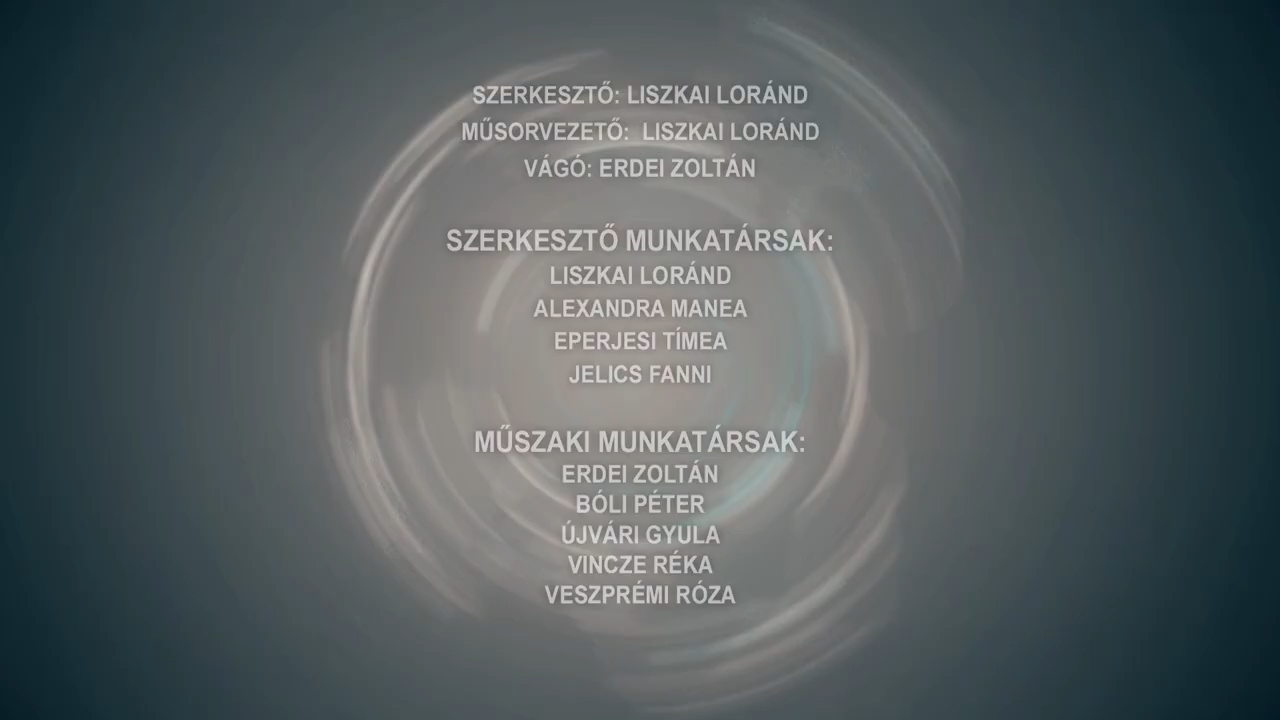 SZERKESZTŐ: LISZKAI LORÁND
MŰSORVEZETŐ: LISZKAI LORÁND
VÁGÓ: ERDEI ZOLTÁN
SZERKESZTŐ MUNKATÁRSAK:
LISZKAI LORÁND
ALEXANDRA MANEA
EPERJESI TÍMEA
JELICS FANNI
MŰSZAKI MUNKATÁRSAK:
ERDEI ZOLTÁN
BÓLI PÉTER
ÚJVÁRI GYULA
VINCZE RÉKA
VESZPRÉMI RÓZA